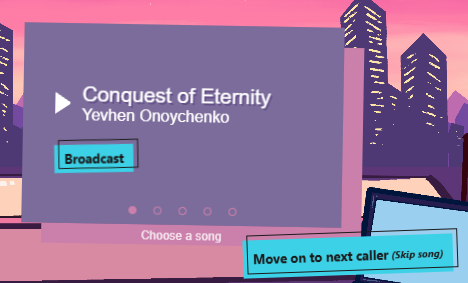 Conquest of Eternity
Yevhen Onoychenko
Broadcast
Choose a song
Move on to next caller (Skip song)